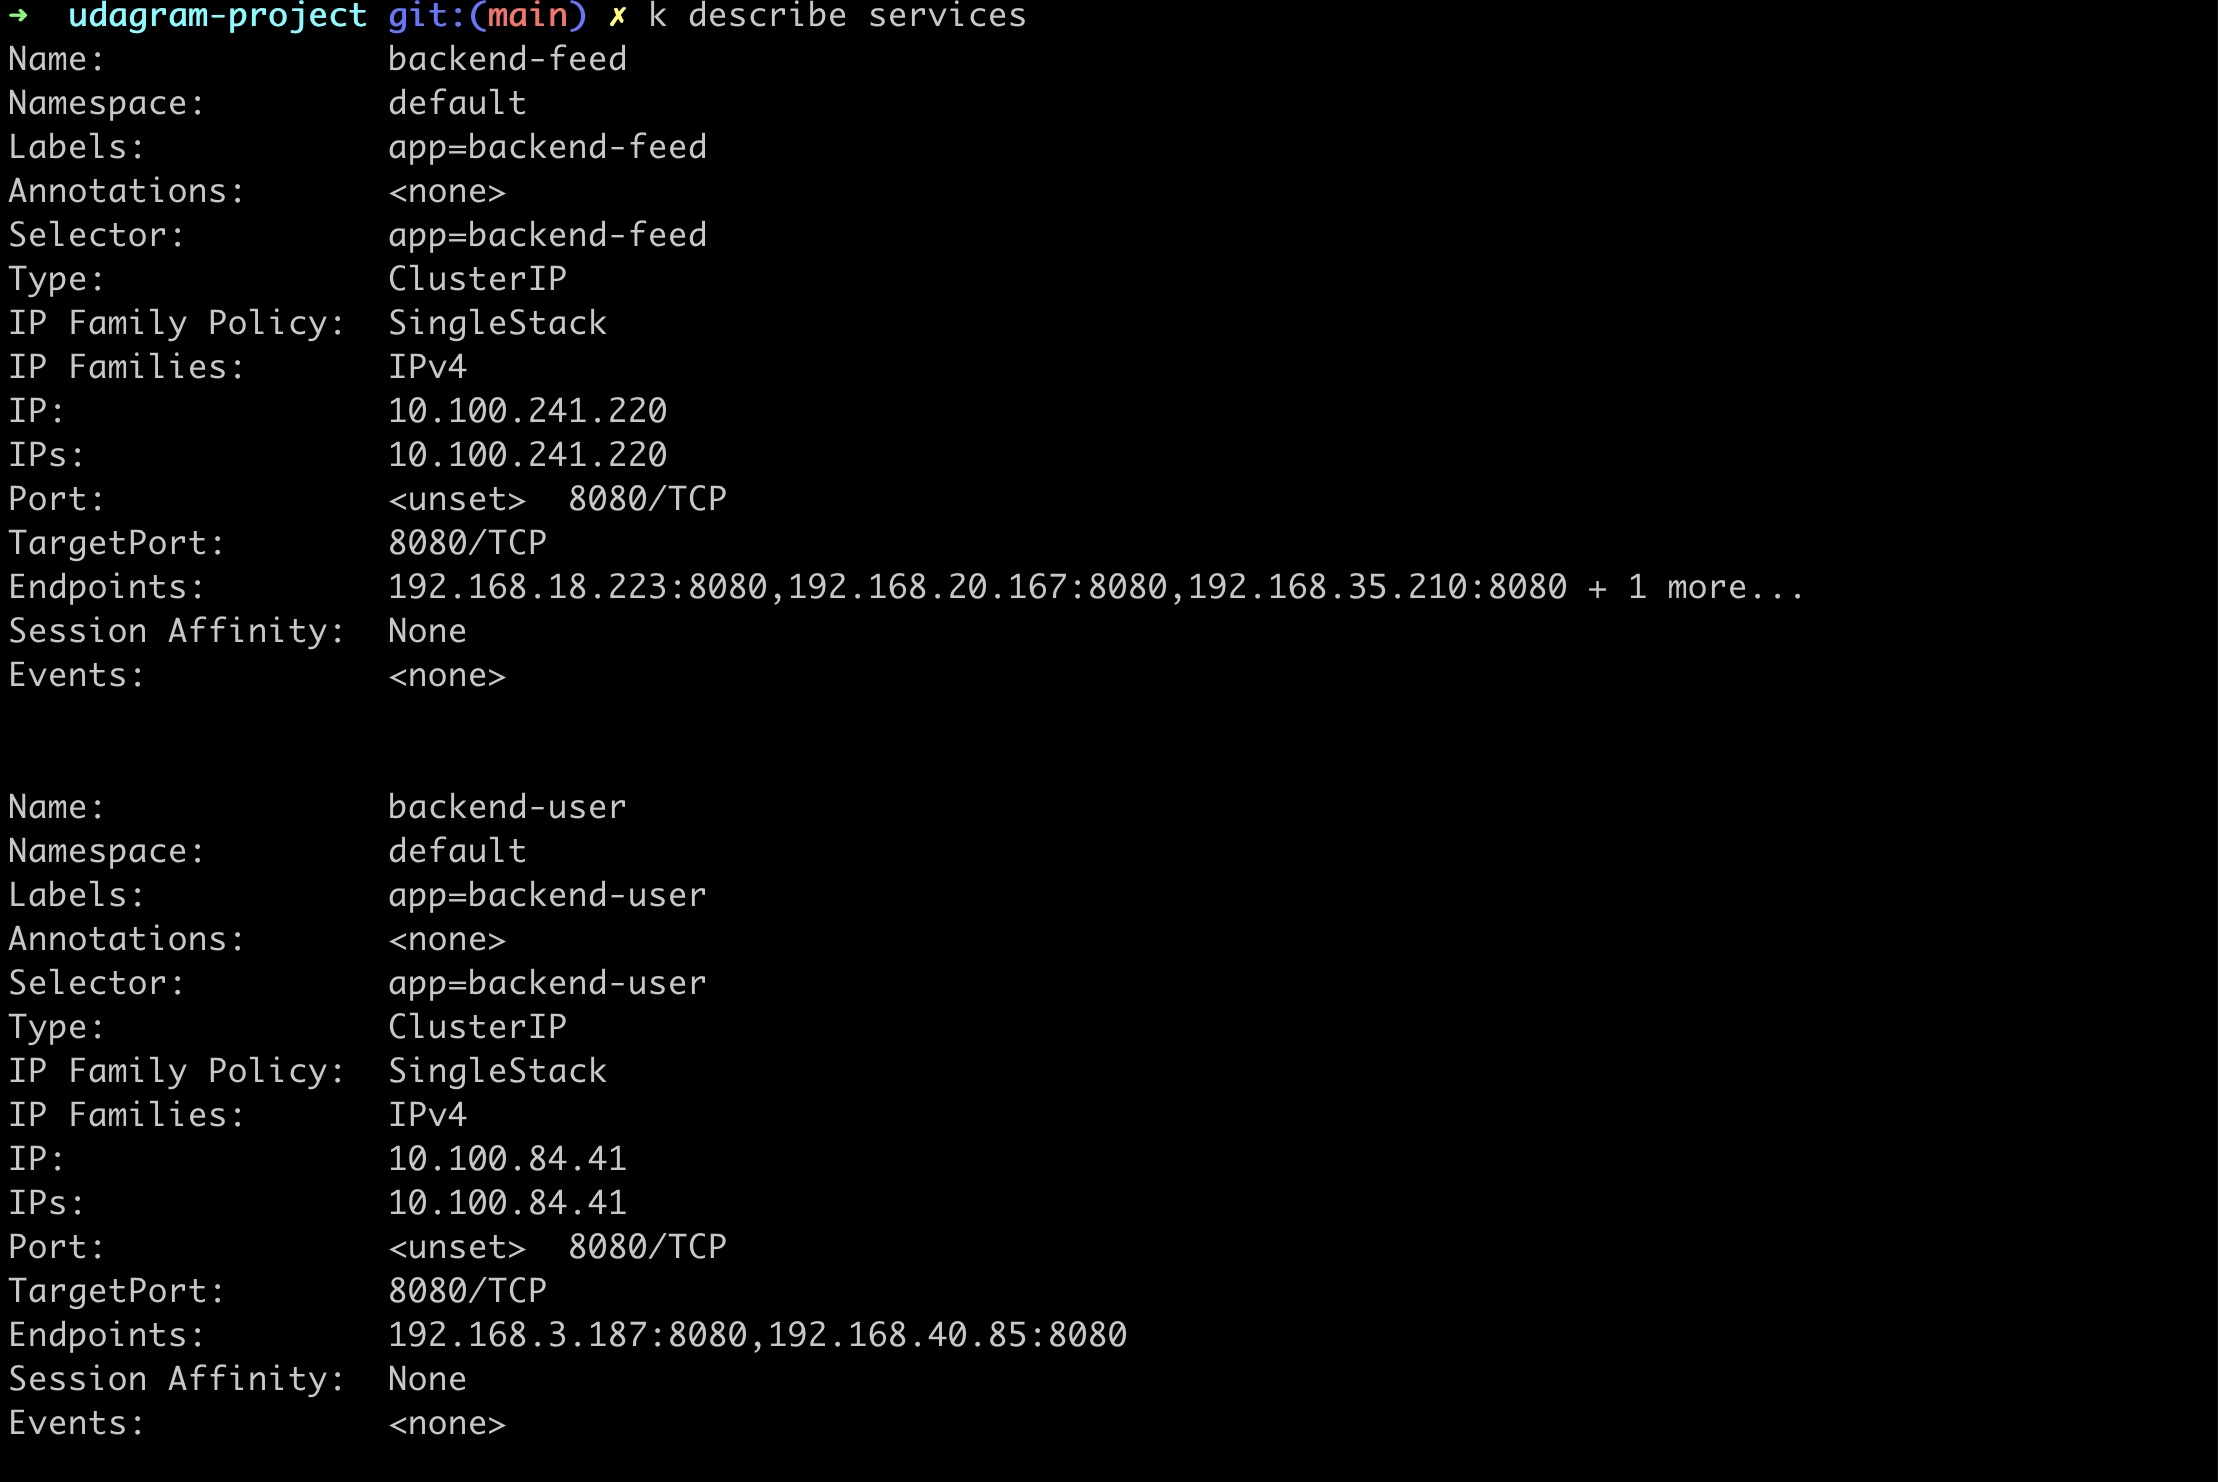 ➜  udagram-project git:(main) ✗ k describe services
Name:              backend-feed
Namespace:         default
Labels:            app=backend-feed
Annotations:       <none>
Selector:          app=backend-feed
Type:              ClusterIP
IP Family Policy:  SingleStack
IP Families:       IPv4
IP:                10.100.241.220
IPs:               10.100.241.220
Port:              <unset>  8080/TCP
TargetPort:        8080/TCP
Endpoints:         192.168.18.223:8080,192.168.20.167:8080,192.168.35.210:8080 + 1 more...
Session Affinity:  None
Events:            <none>
Name:              backend-user
Namespace:         default
Labels:            app=backend-user
Annotations:       <none>
Selector:          app=backend-user
Type:              ClusterIP
IP Family Policy:  SingleStack
IP Families:       IPv4
IP:                10.100.84.41
IPs:               10.100.84.41
Port:              <unset>  8080/TCP
TargetPort:        8080/TCP
Endpoints:         192.168.3.187:8080,192.168.40.85:8080
Session Affinity:  None
Events:            <none>